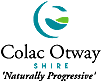 Colac Otway
SHIRE
'Naturally Progressive'